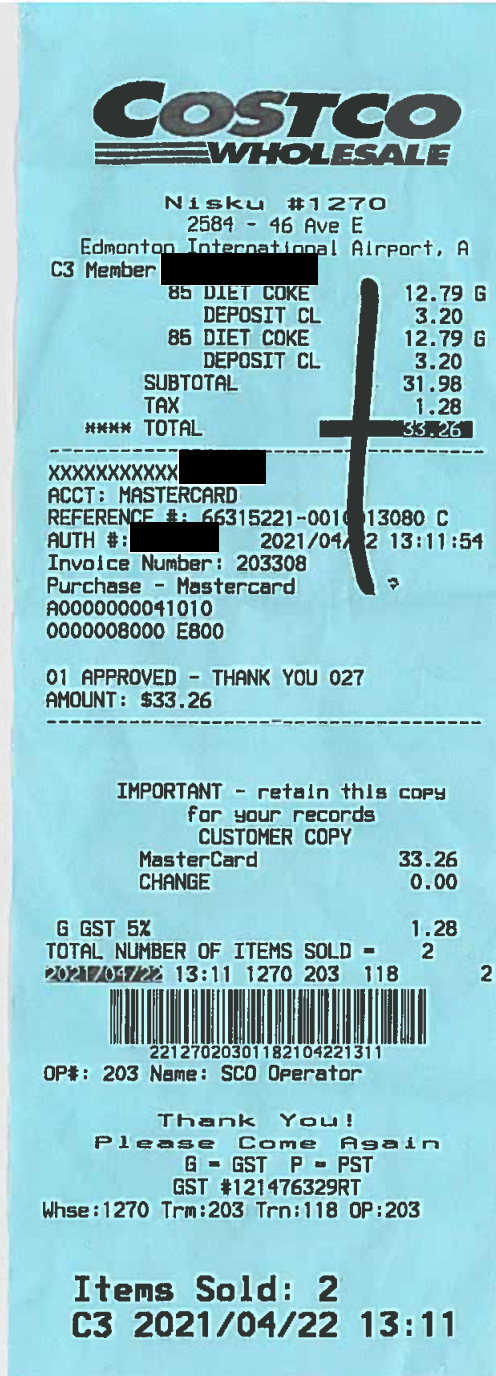 COSTCO
WHOLESALE
Nisku #1270
2584 - 46 Ave E
Edmonton International Airport, A
C3 Member
85 DIET COKE 12.79 G
DEPOSIT CL 3.20
85 DIET COKE 12.79 G
DEPOSIT CL 3.20
SUBTOTAL 31.98
TAX 1.28
**** TOTAL 33.26
XXXXXXXXXXX
ACCT: MASTERCARD
REFERENCE #: 66315221-0010013080 C
AUTH #: 2021/04/22 13:11:54
Invoice Number: 203308
Purchase - Mastercard
A0000000041010
0000008000 E800
01 APPROVED - THANK YOU 027
AMOUNT: $33.26
IMPORTANT - retain this copy
for your records
CUSTOMER COPY
MasterCard 33.26
CHANGE 0.00
G GST 5% 1.28
TOTAL NUMBER OF ITEMS SOLD = 2
2021/04/22 13:11 1270 203 118 2
22127020301182104221311
OP#: 203 Name: SCO Operator
Thank You!
Please Come Again
G = GST P = PST
GST #121476329RT
Whse:1270 Trm:203 Trn:118 OP:203
Items Sold: 2
C3 2021/04/22 13:11